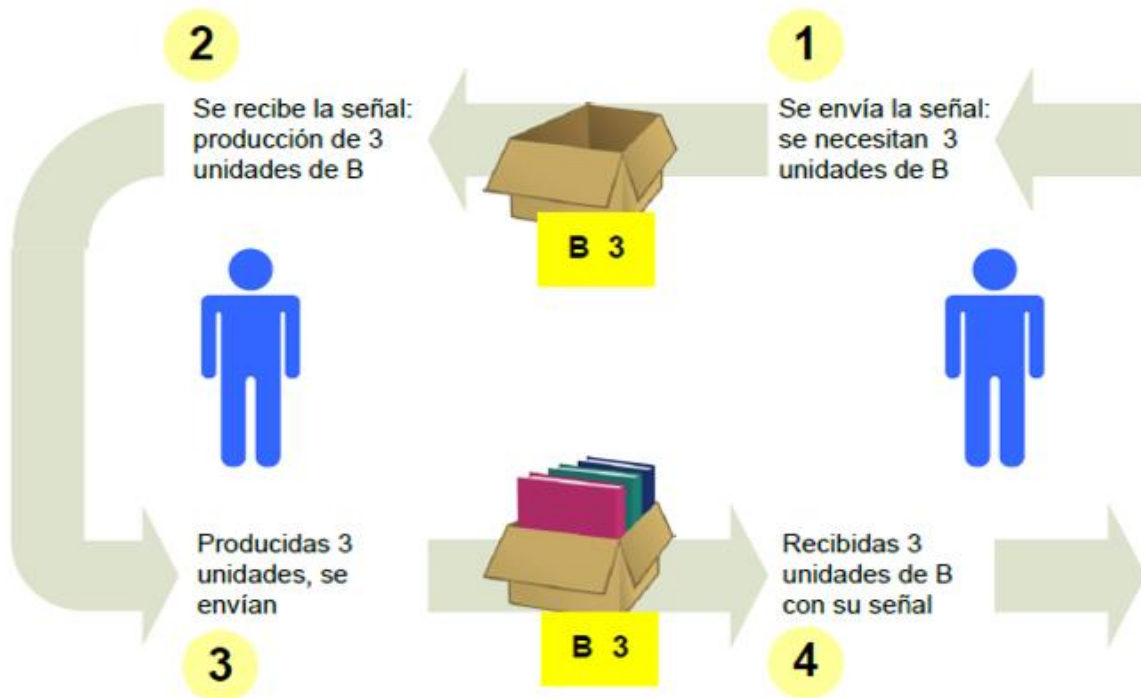 2
Se recibe la señal:
producción de 3
unidades de B
1
Se envía la señal:
se necesitan 3
unidades de B
B 3
Producidas 3
unidades, se
envían
3
B 3
Recibidas 3
unidades de B
con su señal
4